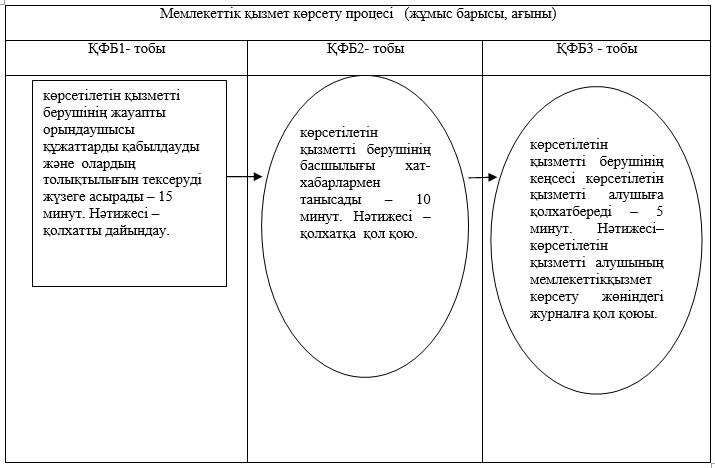 Мемлекеттік қызмет көрсету процесі (жұмыс барысы, ағыны)
ҚФБ1- тобы
ҚФБ2- тобы
ҚФБ3 - тобы
көрсетілетін қызметті
берушінің жауапты
орындаушысы
құжаттарды қабылдауды
және олардың
толықтылығын тексеруді
жүзеге асырады – 15
минут. Нәтижесі –
қолхатты дайындау.
көрсетілетін
қызметті берушінің
басшылығы хат-
хабарлармен
танысады – 10
минут. Нәтижесі –
қолхатқа қол қою.
көрсетілетін
қызметті берушінің
кеңсесі көрсетілетін
қызметті алушыға
қолхатбереді – 5
минут. Нәтижесі–
көрсетілетін
қызметті алушының
мемлекеттікқызмет
көрсету жөніндегі
журналға қол қоюы.